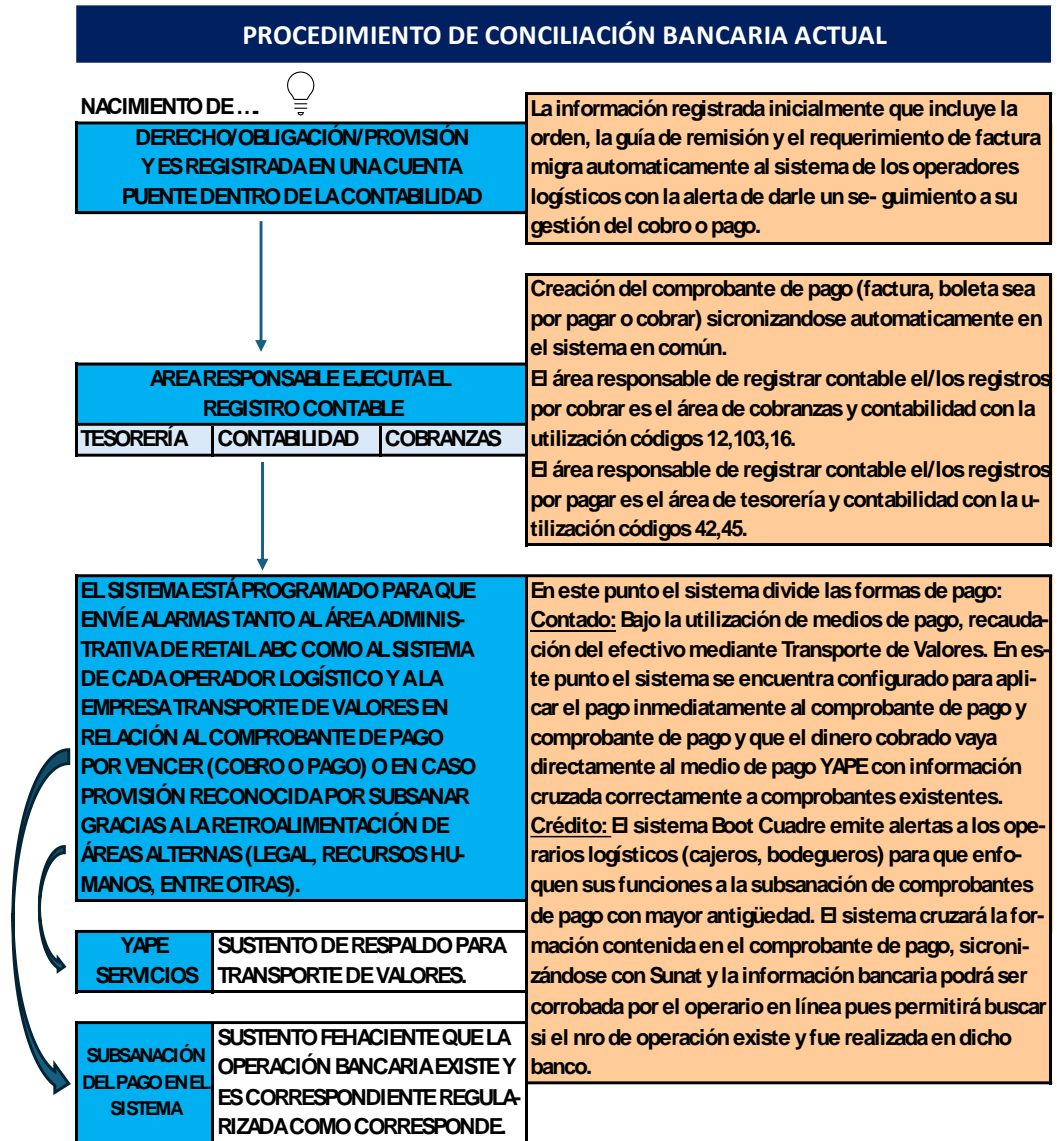 PROCEDIMIENTO DE CONCILIACIÓN BANCARIA ACTUAL
NACIMIENTO DE ….
DERECHO/OBLIGACIÓN/PROVISIÓN
Y ES REGISTRADA EN UNA CUENTA
PUENTE DENTRO DE LA CONTABILIDAD
La información registrada inicialmente que incluye la
orden, la guía de remisión y el requerimiento de factura
migra automaticamente al sistema de los operadores
logísticos con la alerta de darle un se- guimiento a su
gestión del cobro o pago.
Creación del comprobante de pago (factura, boleta sea
por pagar o cobrar) sicronizandose automaticamente en
el sistema en común.
El área responsable de registrar contable el/los registros
por cobrar es el área de cobranzas y contabilidad con la
utilización códigos 12,103,16.
El área responsable de registrar contable el/los registros
por pagar es el área de tesorería y contabilidad con la u-
tilización códigos 42,45.
AREA RESPONSABLE EJECUTA EL
REGISTRO CONTABLE
TESORERÍA CONTABILIDAD COBRANZAS
EL SISTEMA ESTÁ PROGRAMADO PARA QUE
ENVÍE ALARMAS TANTO AL ÁREA ADMINIS-
TRATIVA DE RETAIL ABC COMO AL SISTEMA
DE CADA OPERADOR LOGÍSTICO Y A LA
EMPRESA TRANSPORTE DE VALORES EN
RELACIÓN AL COMPROBANTE DE PAGO
POR VENCER (COBRO O PAGO) O EN CASO
PROVISIÓN RECONOCIDA POR SUBSANAR
GRACIAS A LA RETROALIMENTACIÓN DE
ÁREAS ALTERNAS (LEGAL, RECURSOS HU-
MANOS, ENTRE OTRAS).
En este punto el sistema divide las formas de pago:
Contado: Bajo la utilización de medios de pago, recauda-
ción del efectivo mediante Transporte de Valores. En es-
te punto el sistema se encuentra configurado para apli-
car el pago inmediatamente al comprobante de pago y
comprobante de pago y que el dinero cobrado vaya
directamente al medio de pago YAPE con información
cruzada correctamente a comprobantes existentes.
Crédito: El sistema Boot Cuadre emite alertas a los ope-
rarios logísticos (cajeros, bodegueros) para que enfo-
quen sus funciones a la subsanación de comprobantes
de pago con mayor antigüedad. El sistema cruzará la for-
mación contenida en el comprobante de pago, sicroni-
zándose con Sunat y la información bancaria podrá ser
corrobada por el operario en línea pues permitirá buscar
si el nro de operación existe y fue realizada en dicho
banco.
YAPE
SERVICIOS
SUSTENTO DE RESPALDO PARA
TRANSPORTE DE VALORES.
SUBSANACIÓN
DEL PAGO EN EL
SISTEMA
SUSTENTO FEHACIENTE QUE LA
OPERACIÓN BANCARIA EXISTE Y
ES CORRESPONDIENTE REGULA-
RIZADA COMO CORRESPONDE.